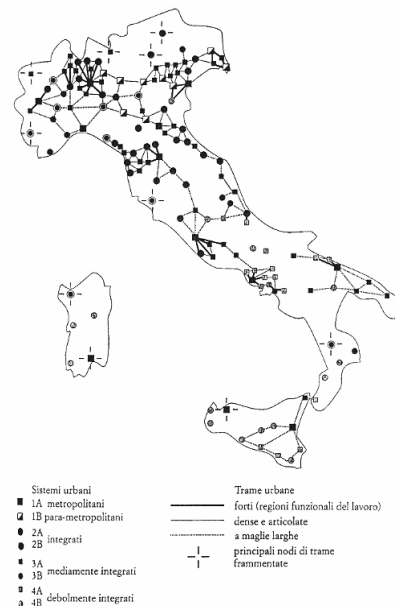 Sistemi urbani
1A metropolitani
1B para-metropolitani
2A
2B
integrati
3A
3B
mediamente integrati
4A
4B
debolmente integrati
Trame urbane
forti (regioni funzionali del lavoro)
dense e articolate
a maglie larghe
principali nodi di trame
frammentate